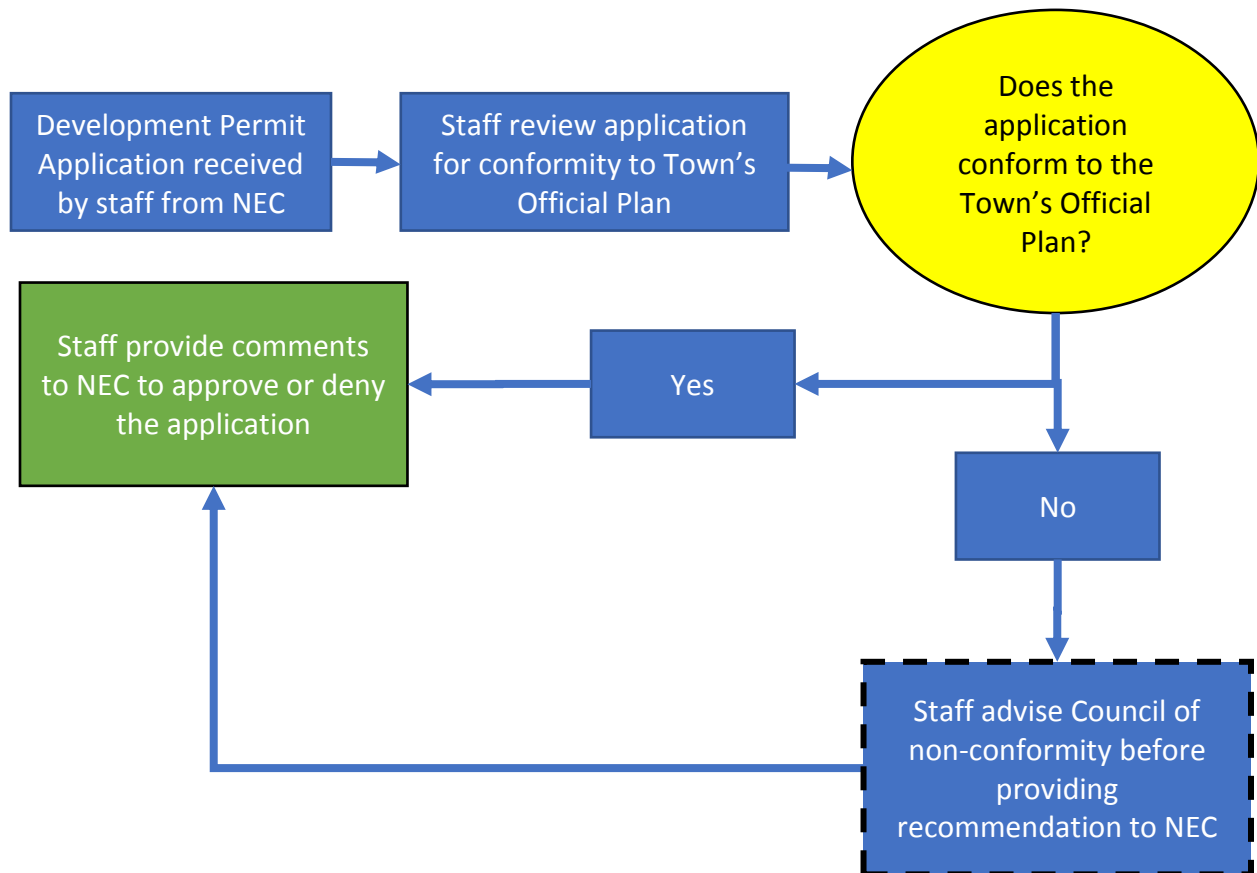 Development Permit
Application received
by staff from NEC
Staff review application
for conformity to Town’s
Official Plan
Does the
application
conform to the
Town’s Official
Plan?
Staff provide comments
to NEC to approve or deny
the application
Yes
No
Staff advise Council of
non-conformity before
providing
recommendation to NEC